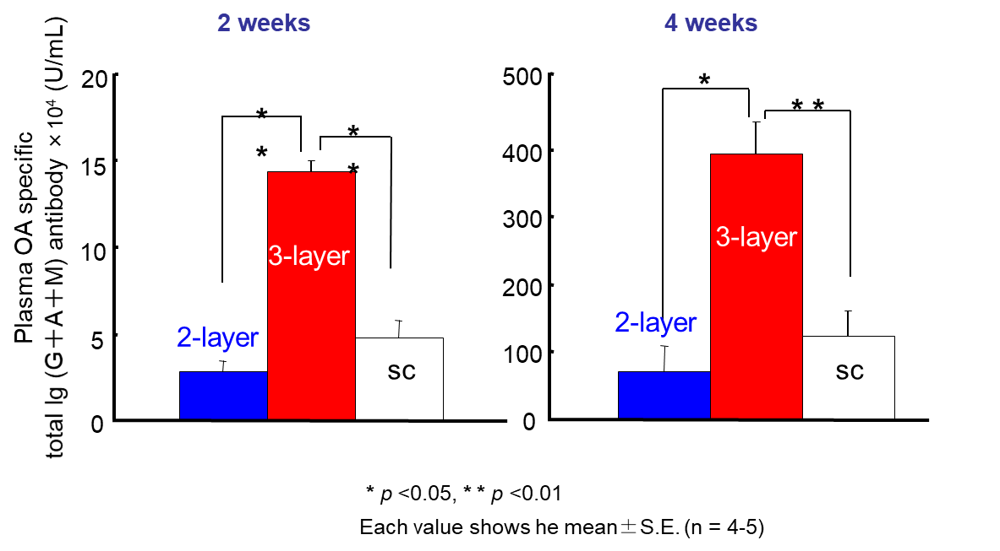 2 weeks
4 weeks
Plasma OA specific
total Ig (G＋A＋M) antibody ×10⁴ (U/mL)
20
15
10
5
0
*
*
*
*
2-layer
3-layer
sc
500
400
300
200
100
0
*
* *
2-layer
3-layer
sc
* p <0.05, * * p <0.01
Each value shows he mean±S.E. (n = 4-5)